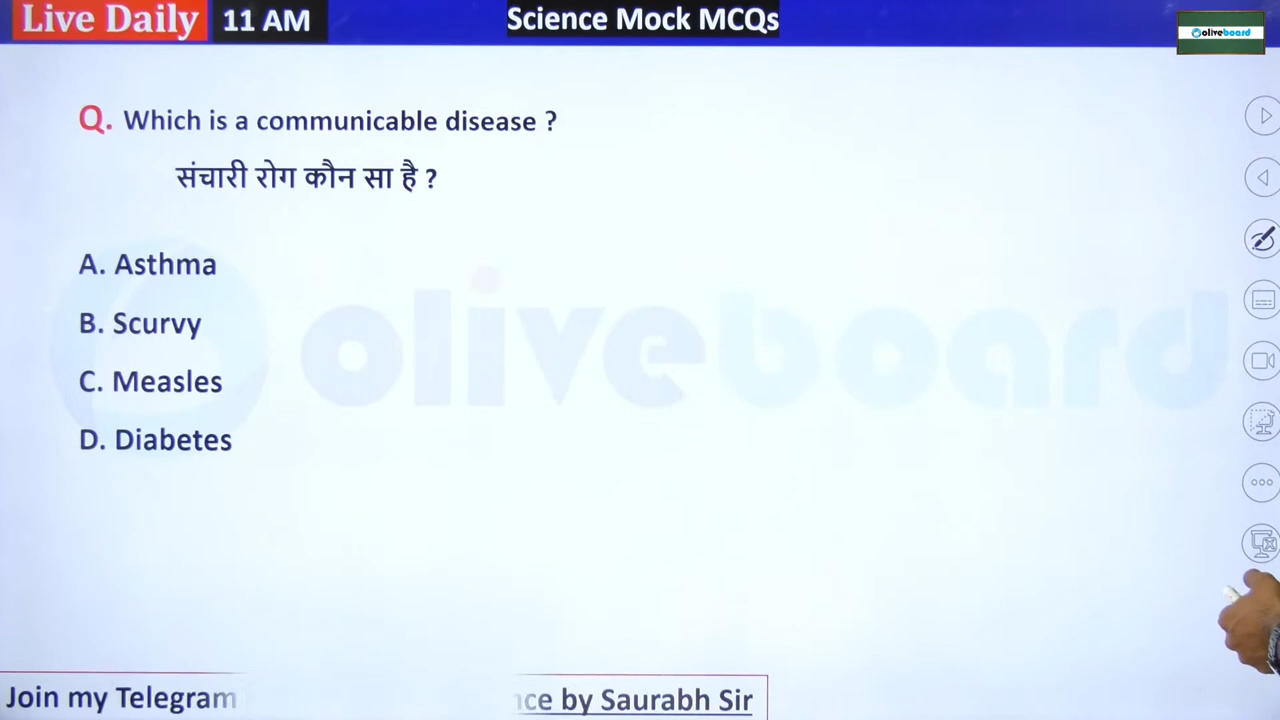 Live Daily 11 AM
Science Mock MCQs
oliveboard
Q. Which is a communicable disease ?
संचारी रोग कौन सा है ?
A. Asthma
B. Scurvy
C. Measles
D. Diabetes
oliveboard
Join my Telegram
by Saurabh Sir